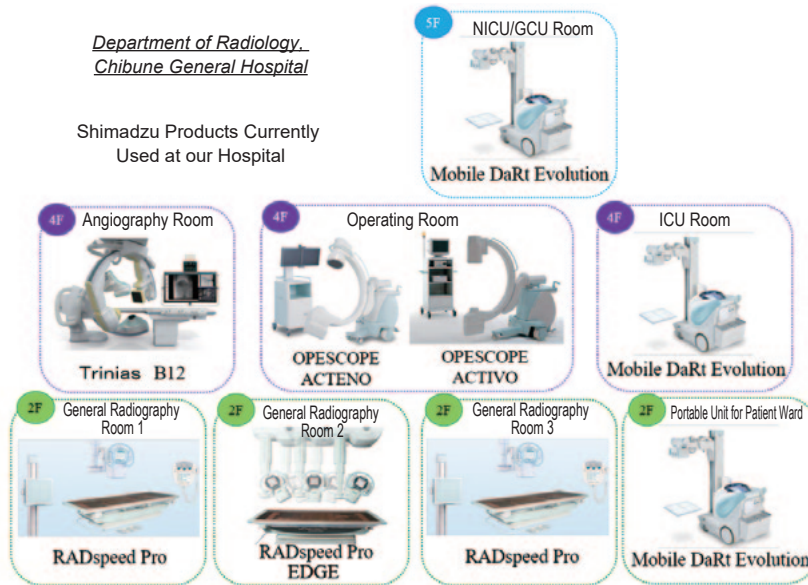 Department of Radiology,
Chibune General Hospital
Shimadzu Products Currently
Used at our Hospital
5F
NICU/GCU Room
Mobile DaRt Evolution
4F
Angiography Room
Trinias B12
4F
Operating Room
OPESCOPE
ACTENO
OPESCOPE
ACTIVO
4F
ICU Room
Mobile DaRt Evolution
2F
General Radiography
Room 1
RADspeed Pro
2F
General Radiography
Room 2
RADspeed Pro
EDGE
2F
General Radiography
Room 3
RADspeed Pro
2F
Portable Unit for Patient Ward
Mobile DaRt Evolution